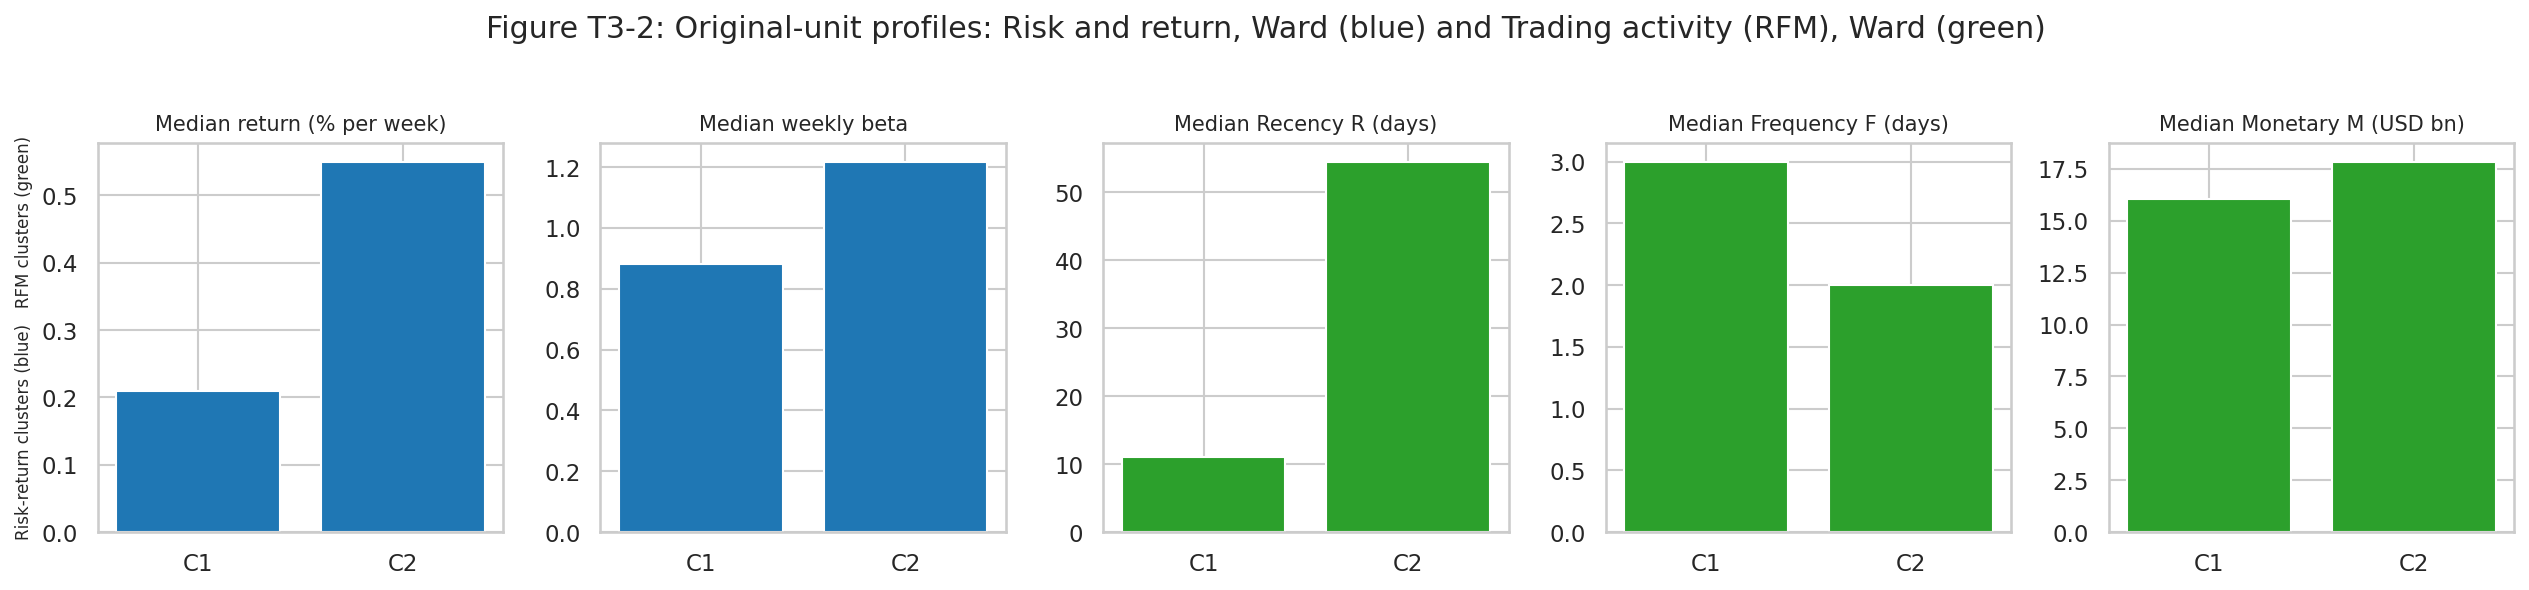 Figure T3-2: Original-unit profiles: Risk and return, Ward (blue) and Trading activity (RFM), Ward (green)
Risk-return clusters (blue)   RFM clusters (green)
Median return (% per week)
0.5
0.4
0.3
0.2
0.1
0.0
C1 C2
Median weekly beta
1.2
1.0
0.8
0.6
0.4
0.2
0.0
C1 C2
Median Recency R (days)
50
40
30
20
10
0
C1 C2
Median Frequency F (days)
3.0
2.5
2.0
1.5
1.0
0.5
0.0
C1 C2
Median Monetary M (USD bn)
17.5
15.0
12.5
10.0
7.5
5.0
2.5
0.0
C1 C2